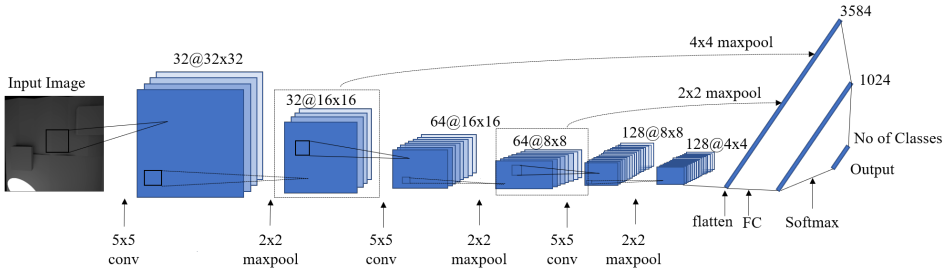 3584
4x4 maxpool
32@32x32
Input Image
1024
32@16x16
2x2 maxpool
64@16x16
128@8x8
No of Classes
64@8x8
128@4x4
Output
flatten
FC
Softmax
5x5
conv
2x2
maxpool
5x5
conv
2x2
maxpool
5x5
conv
2x2
maxpool